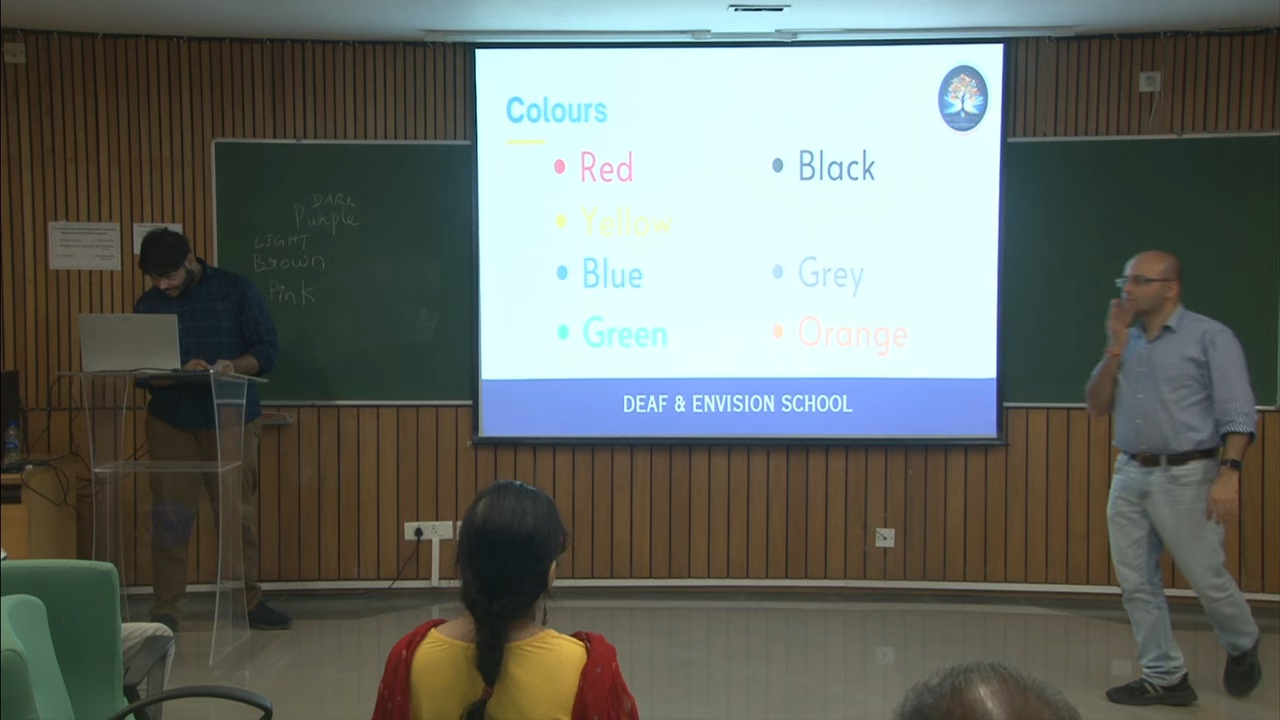 Colours
Red
Yellow
Blue
Green
Black
Grey
Orange
DEAF & ENVISION SCHOOL
DARK
Purple
LIGHT
Brown
Pink